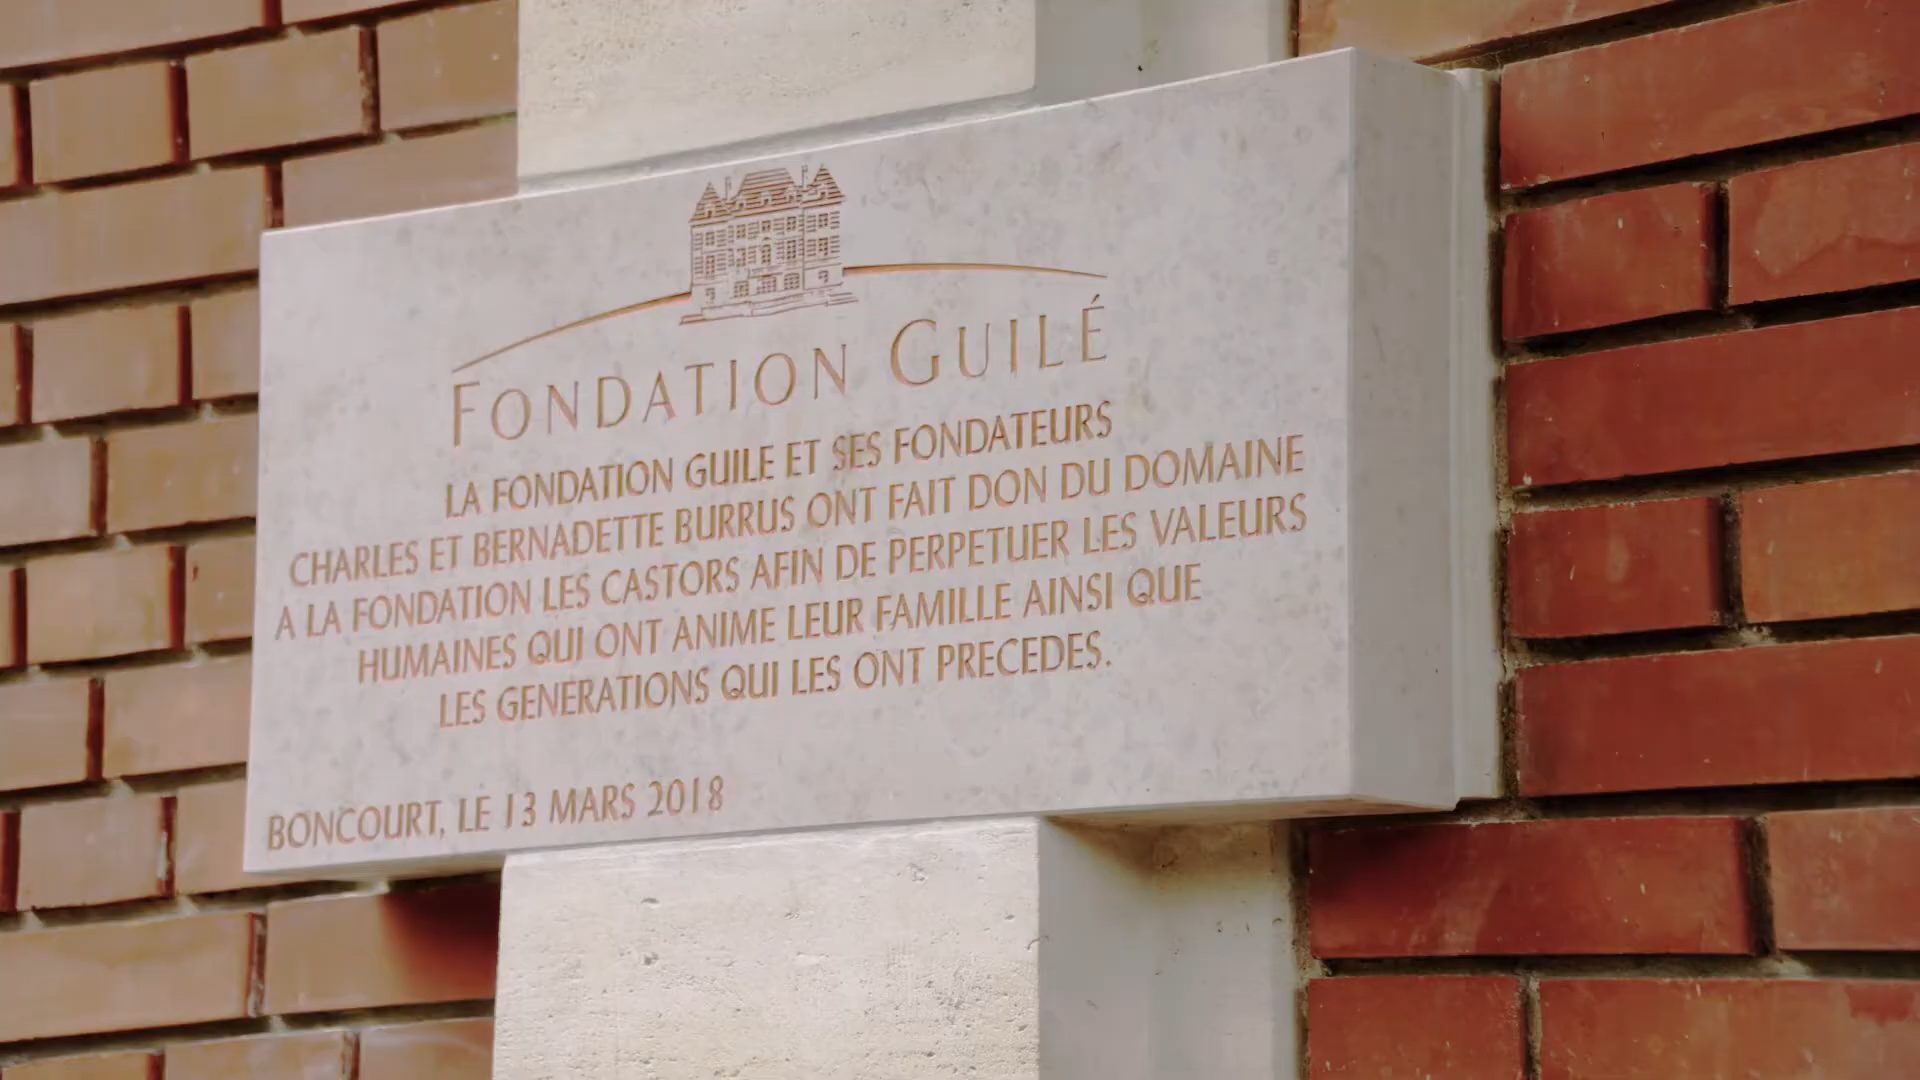 FONDATION GUILÉ
LA FONDATION GUILE ET SES FONDATEURS
CHARLES ET BERNADETTE BURRUS ONT FAIT DON DU DOMAINE
A LA FONDATION LES CASTORS AFIN DE PERPETUER LES VALEURS
HUMAINES QUI ONT ANIME LEUR FAMILLE AINSI QUE
LES GENERATIONS QUI LES ONT PRECEDES.
BONCOURT, LE 13 MARS 2018